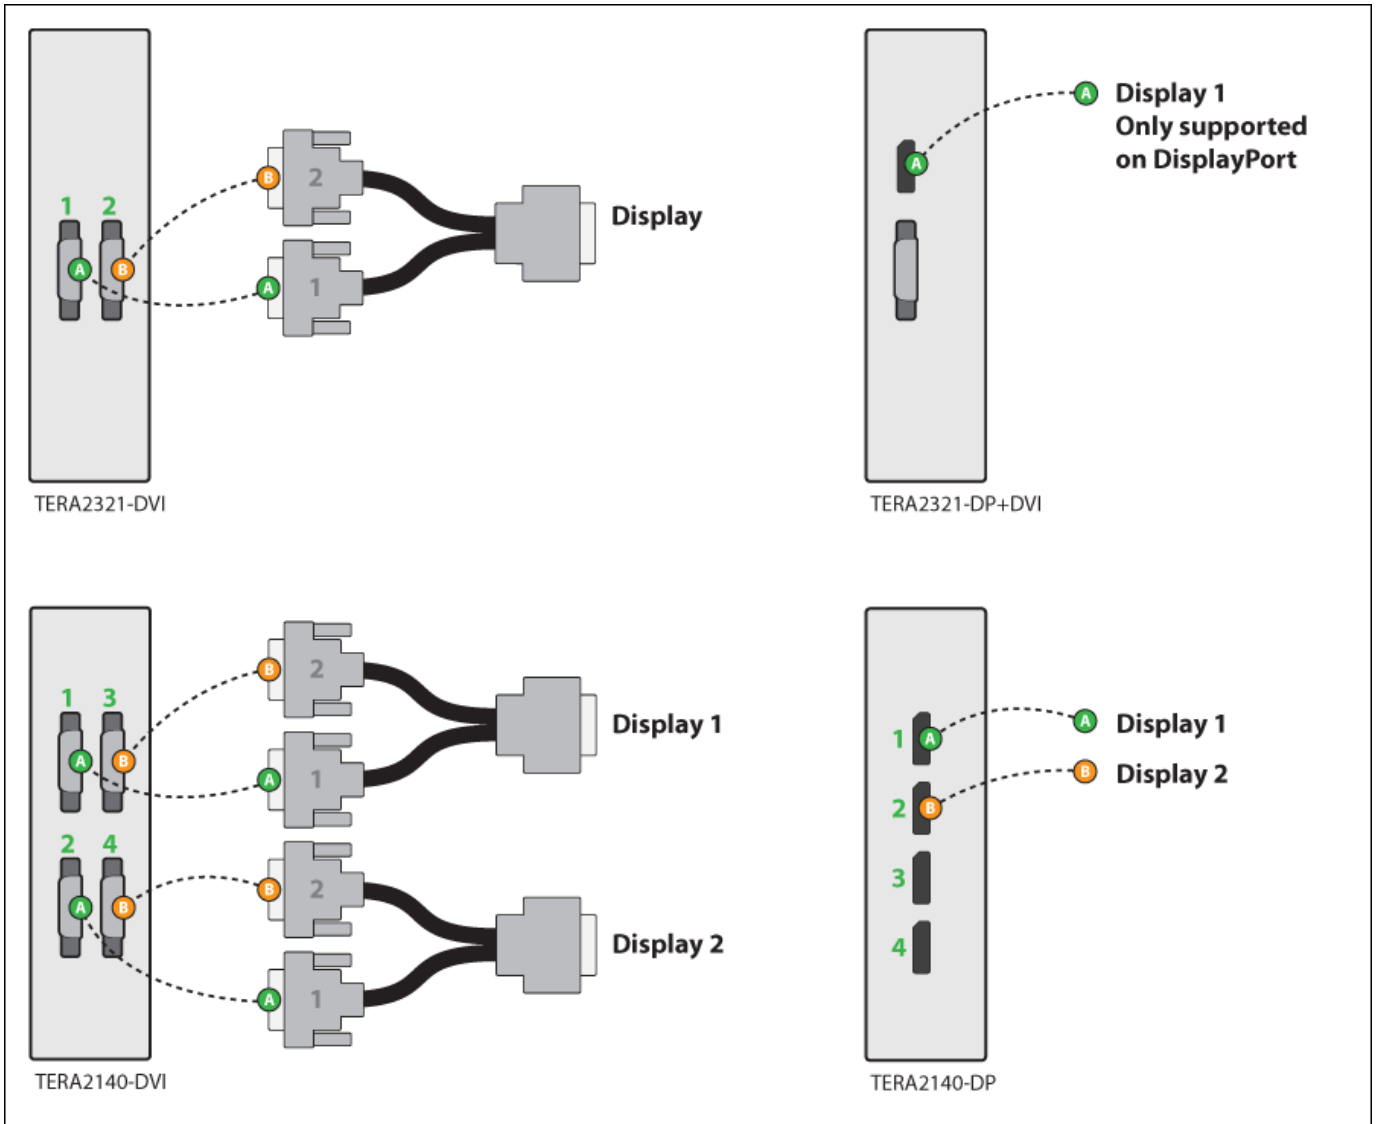 1 2
A B
B 2
A 1
Display
TERA2321-DVI
A Display 1
Only supported
on DisplayPort
A
TERA2321-DP+DVI
1 3
A B
2 4
A B
B 2
A 1
Display 1
B 2
A 1
Display 2
TERA2140-DVI
1 A
2 B
3
4
A Display 1
B Display 2
TERA2140-DP